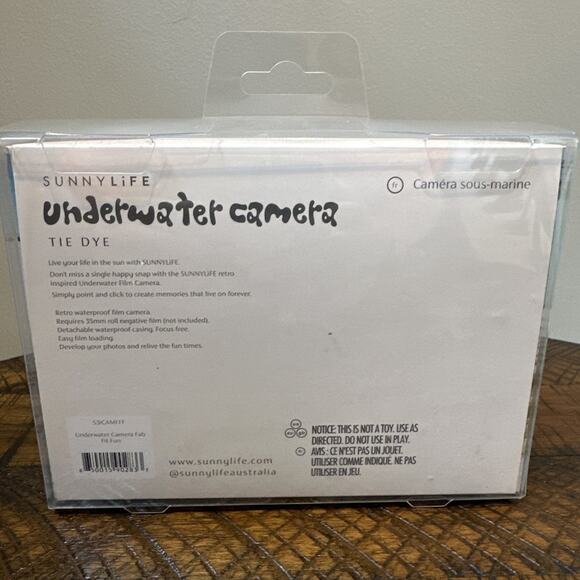 SUNNYLiFE
fr Caméra sous-marine
Underwater camera
TIE DYE
Live your life in the sun with SUNNYLiFE.
Don't miss a single happy snap with the SUNNYLiFE retro
inspired Underwater Film Camera.
Simply point and click to create memories that live on forever.
Retro waterproof film camera.
Requires 35mm roll negative film (not included).
Detachable waterproof casing. Focus free.
Easy film loading.
Develop your photos and relive the fun times.
Underwater Camera Fab
Fit Fun
www.sunnylife.com
@sunnylifeaustralia
NOTICE: THIS IS NOT A TOY. USE AS
DIRECTED. DO NOT USE IN PLAY.
AVIS : CE N'EST PAS UN JOUET.
UTILISER COMME INDIQUÉ. NE PAS
UTILISER EN JEU.